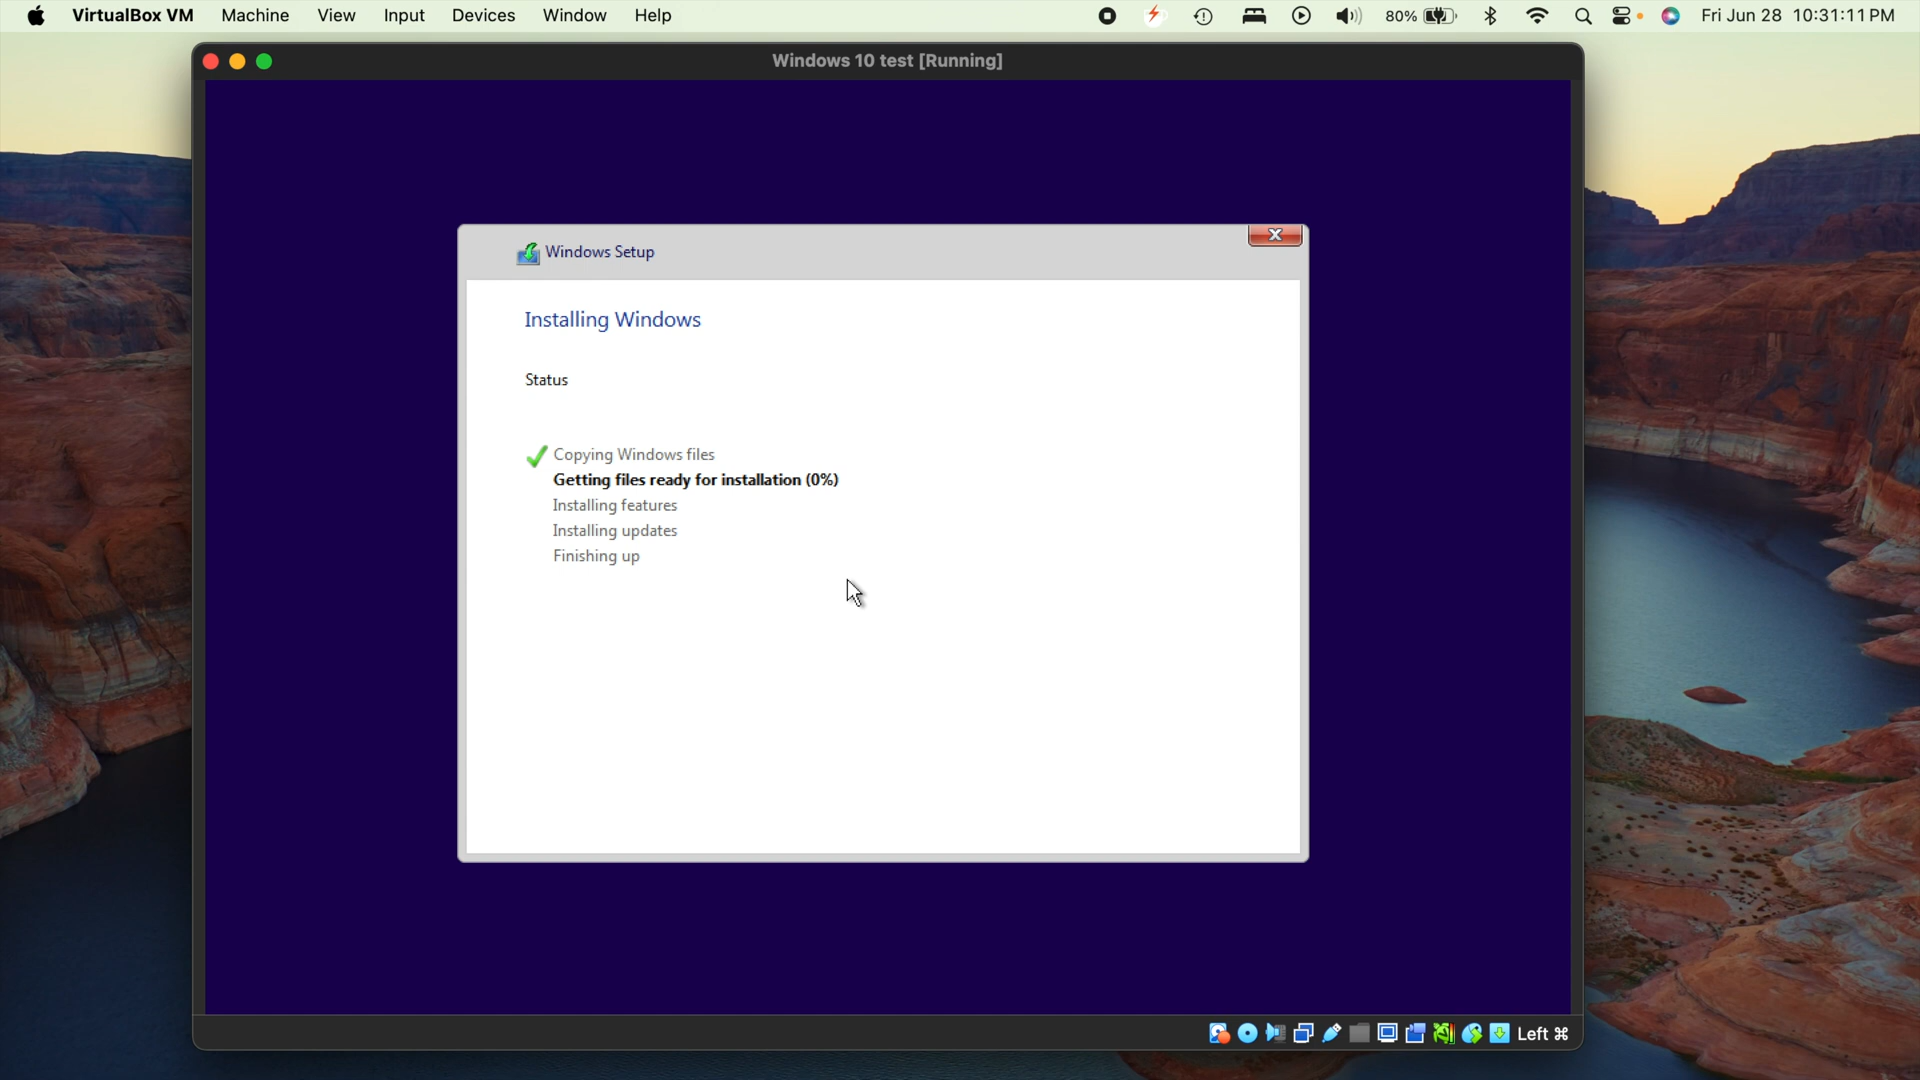 VirtualBox VM Machine View Input Devices Window Help 80% Fri Jun 28 10:31:11 PM
Windows 10 test [Running]
Windows Setup
Installing Windows
Status
Copying Windows files
Getting files ready for installation (0%)
Installing features
Installing updates
Finishing up
Left ⌘